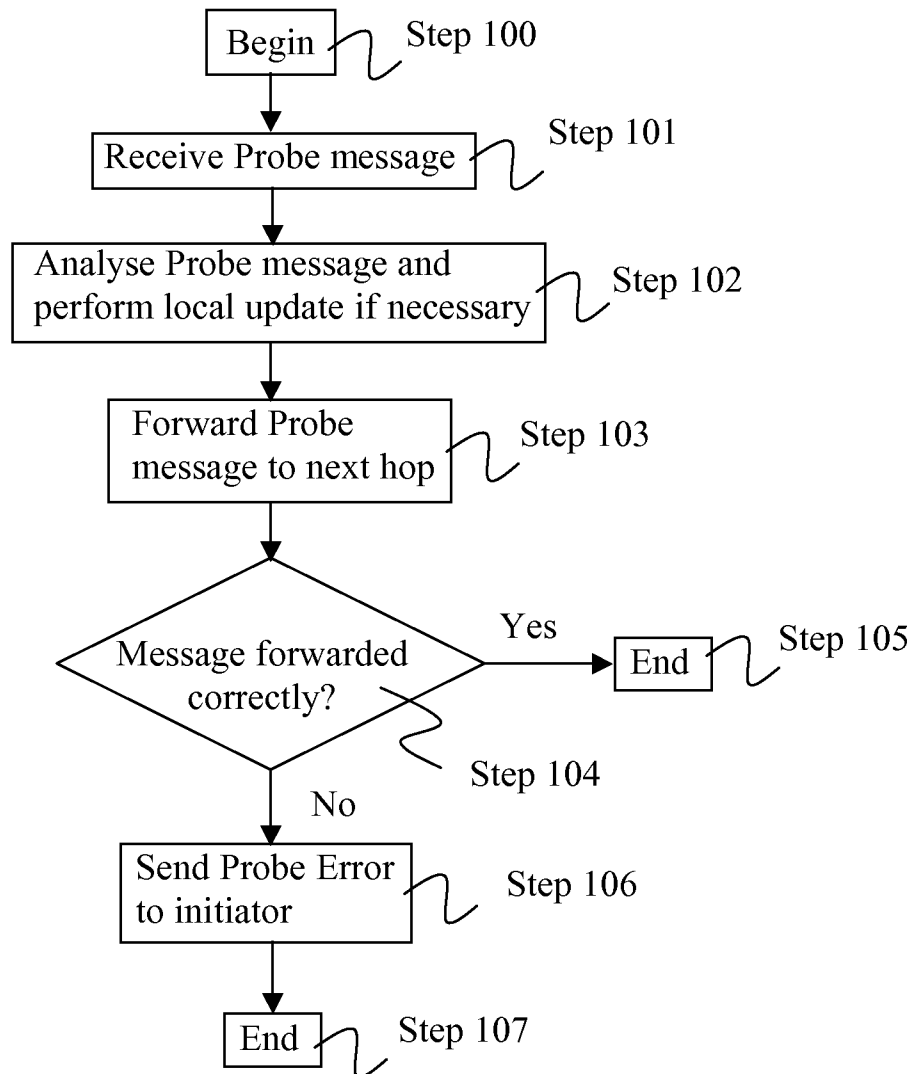 Begin
Step 100
Receive Probe message
Step 101
Analyse Probe message and
perform local update if necessary
Step 102
Forward Probe
message to next hop
Step 103
Message forwarded
correctly?
Step 104
Yes
End
Step 105
No
Send Probe Error
to initiator
Step 106
End
Step 107